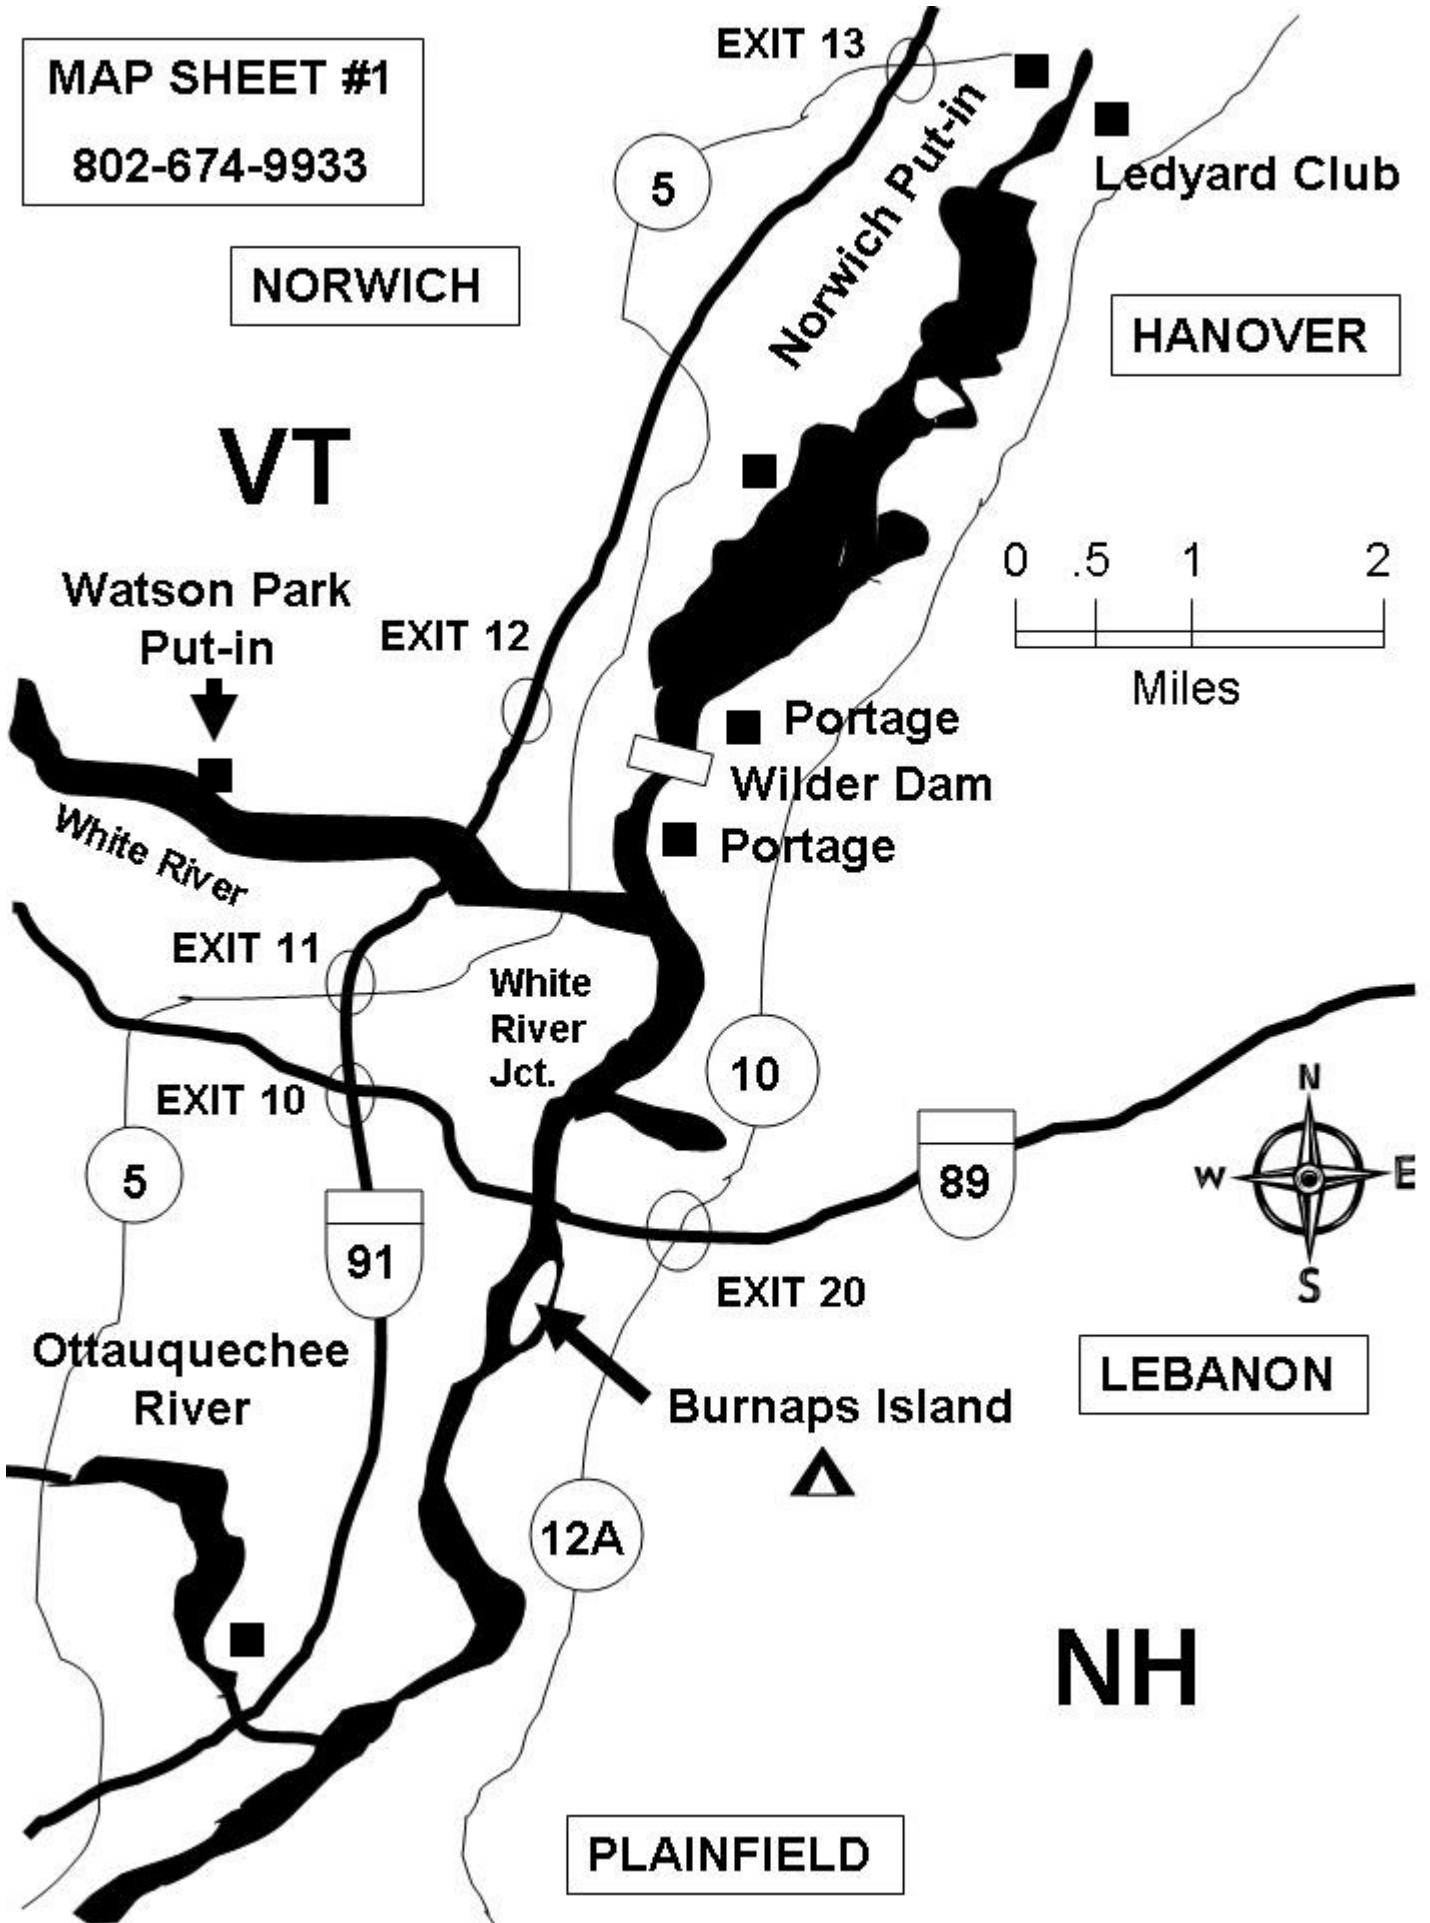 MAP SHEET #1
802-674-9933
EXIT 13
5
Norwich Put-in
Ledyard Club
NORWICH
HANOVER
VT
0 .5 1 2
Miles
Watson Park
Put-in
EXIT 12
Portage
Wilder Dam
Portage
White River
EXIT 11
White
River
Jct.
10
EXIT 10
N
W E
S
5
89
91
EXIT 20
Ottauquechee
River
LEBANON
Burnaps Island
12A
NH
PLAINFIELD